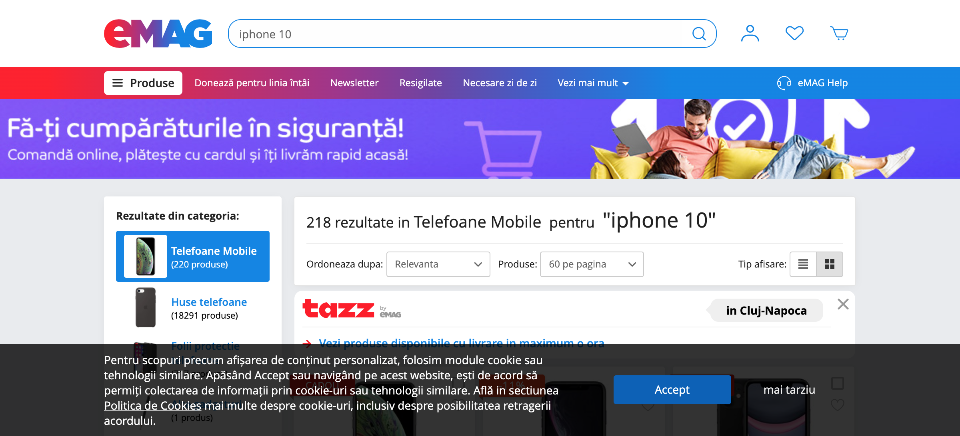 eMAG
iphone 10
Produse
Donează pentru linia întâi
Newsletter
Resigilate
Necesare zi de zi
Vezi mai mult
eMAG Help
Fă-ți cumpărăturile în siguranță!
Comandă online, plătește cu cardul și îți livrăm rapid acasă!
Rezultate din categoria:
Telefoane Mobile
(220 produse)
Huse telefoane
(18291 produse)
Folii protectie
(1 produs)
218 rezultate in Telefoane Mobile pentru "iphone 10"
Ordoneaza dupa: Relevanta
Produse: 60 pe pagina
Tip afisare:
tazz by eMAG
in Cluj-Napoca
Vezi produse disponibile cu livrare in maximum o ora
Pentru scopuri precum afișarea de conținut personalizat, folosim module cookie sau
tehnologii similare. Apăsând Accept sau navigând pe acest website, ești de acord să
permiți colectarea de informații prin cookie-uri sau tehnologii similare. Află in sectiunea
Politica de Cookies mai multe despre cookie-uri, inclusiv despre posibilitatea retragerii
acordului.
Accept
mai tarziu